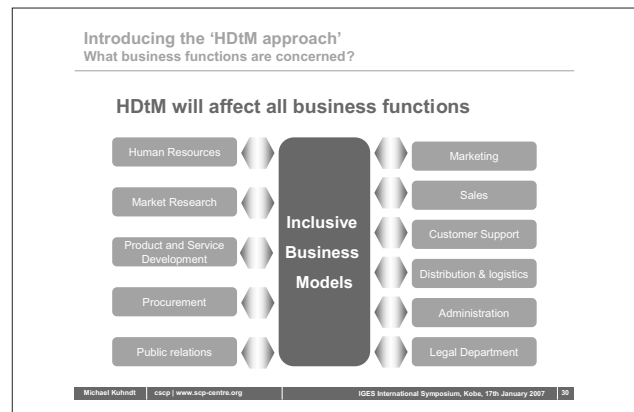 Introducing the ‘HDtM approach’
What business functions are concerned?
HDtM will affect all business functions
Human Resources
Market Research
Product and Service
Development
Procurement
Public relations
Inclusive
Business
Models
Marketing
Sales
Customer Support
Distribution & logistics
Administration
Legal Department
Michael Kuhndt cscp | www.scp-centre.org IGES International Symposium, Kobe, 17th January 2007 30